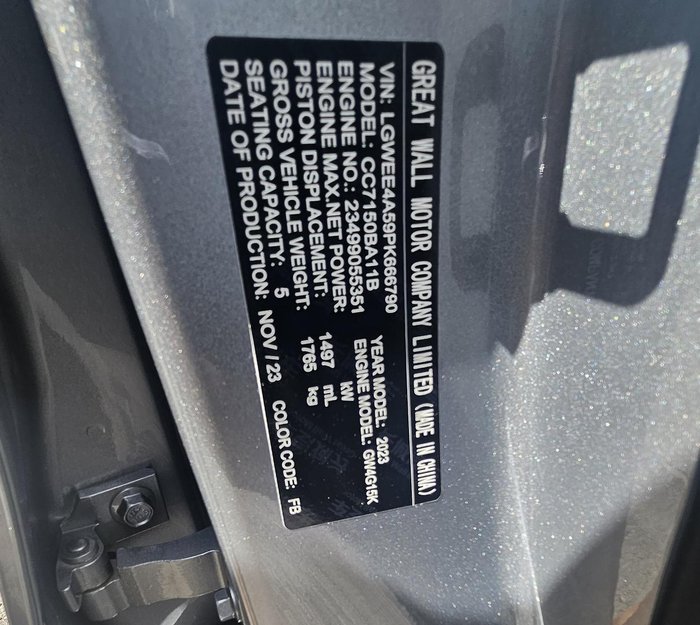 GREAT WALL MOTOR COMPANY LIMITED (MADE IN CHINA)
VIN: LGWEE4A59PK666790 YEAR MODEL: 2023
MODEL: CC7150BA11B ENGINE MODEL: GW4G15K
ENGINE NO.: 23499055351
ENGINE MAX.NET POWER: kW
PISTON DISPLACEMENT: 1497 mL
GROSS VEHICLE WEIGHT: 1765 kg
SEATING CAPACITY: 5
DATE OF PRODUCTION: NOV / 23 COLOR CODE: FB